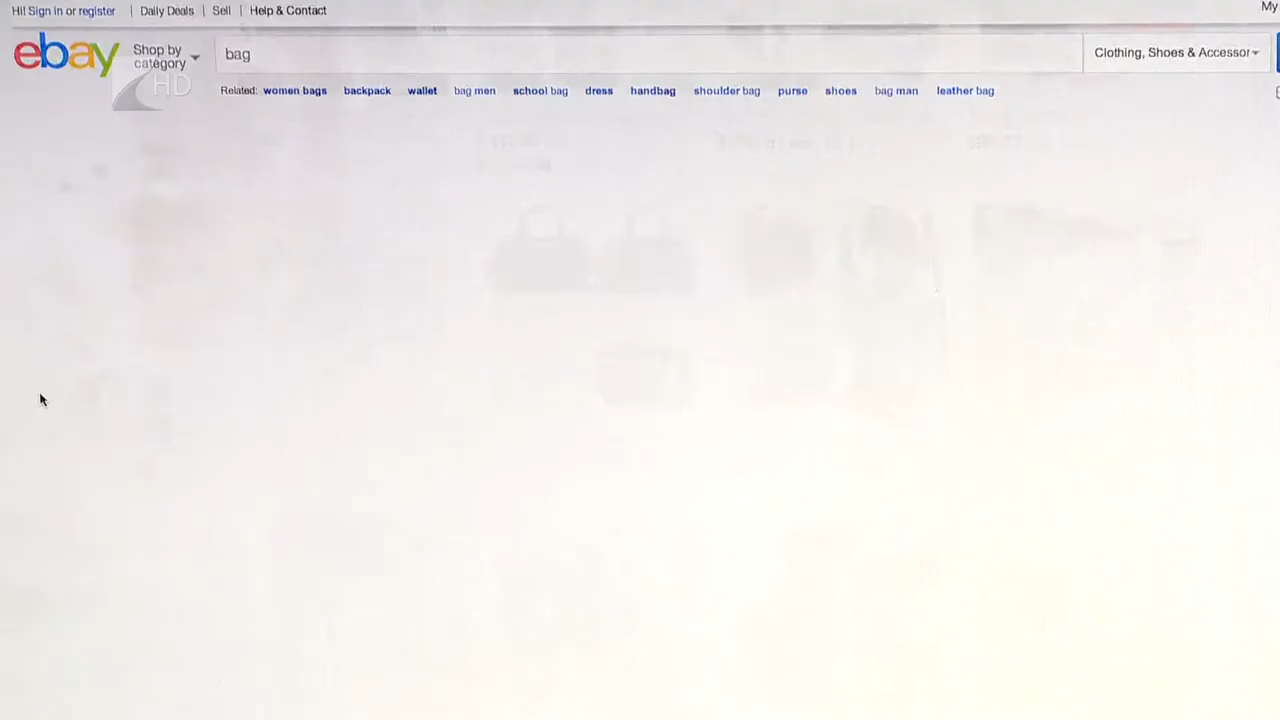 Hi! Sign in or register | Daily Deals | Sell | Help & Contact My
ebay Shop by category bag Clothing, Shoes & Accessor
HD
Related: women bags backpack wallet bag men school bag dress handbag shoulder bag purse shoes bag man leather bag